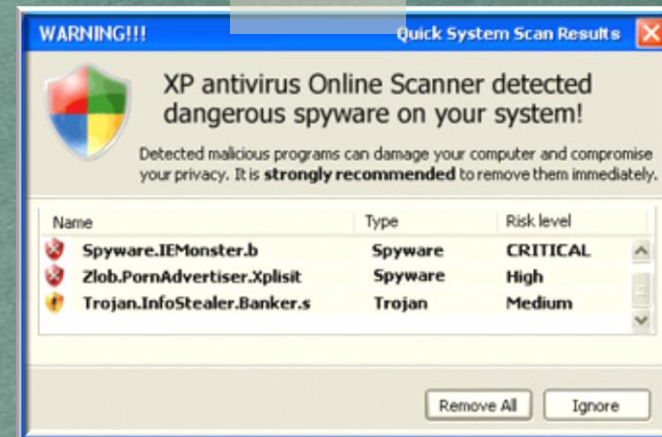 WARNING!!! Quick System Scan Results
XP antivirus Online Scanner detected
dangerous spyware on your system!
Detected malicious programs can damage your computer and compromise
your privacy. It is strongly recommended to remove them immediately.
Name Type Risk level
Spyware.IEMonster.b Spyware CRITICAL
Zlob.PornAdvertiser.Xplisit Spyware High
Trojan.InfoStealer.Banker.s Trojan Medium
Remove All Ignore